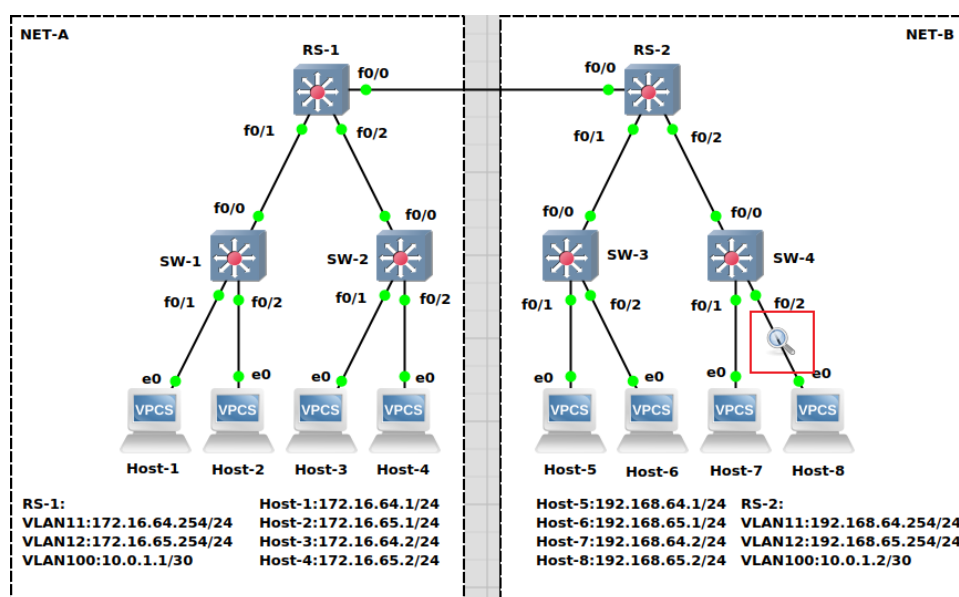 NET-A
NET-B
RS-1
RS-2
f0/0
f0/0
f0/1
f0/2
f0/1
f0/2
f0/0
f0/0
f0/0
f0/0
SW-1
SW-2
SW-3
SW-4
f0/1
f0/2
f0/1
f0/2
f0/1
f0/2
f0/1
f0/2
e0
e0
e0
e0
e0
e0
e0
e0
VPCS
VPCS
VPCS
VPCS
VPCS
VPCS
VPCS
VPCS
Host-1
Host-2
Host-3
Host-4
Host-5
Host-6
Host-7
Host-8
RS-1:
VLAN11:172.16.64.254/24
VLAN12:172.16.65.254/24
VLAN100:10.0.1.1/30
Host-1:172.16.64.1/24
Host-2:172.16.65.1/24
Host-3:172.16.64.2/24
Host-4:172.16.65.2/24
Host-5:192.168.64.1/24
Host-6:192.168.65.1/24
Host-7:192.168.64.2/24
Host-8:192.168.65.2/24
RS-2:
VLAN11:192.168.64.254/24
VLAN12:192.168.65.254/24
VLAN100:10.0.1.2/30